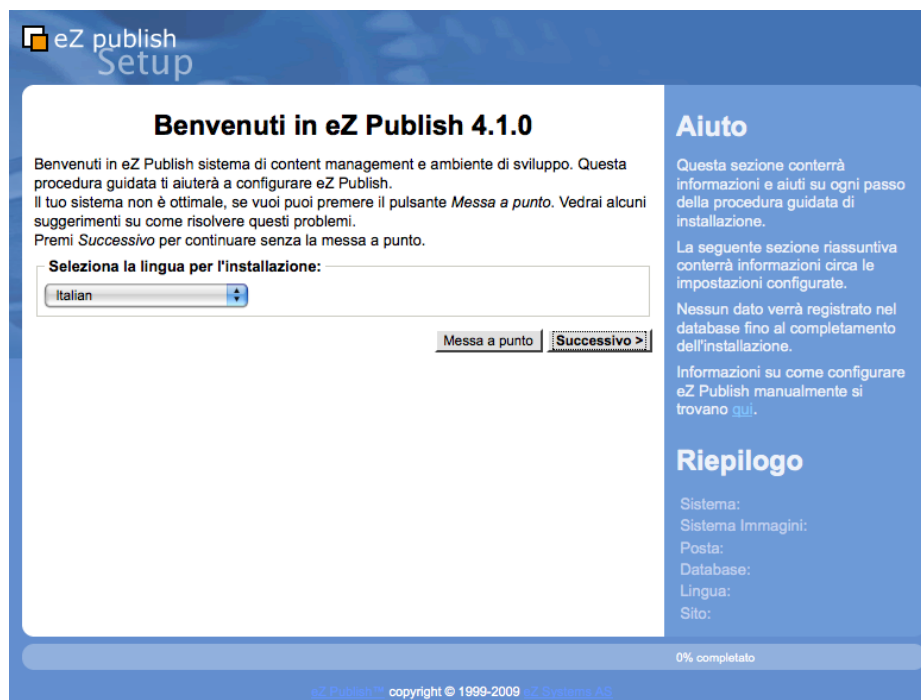 eZ publish
Setup
Benvenuti in eZ Publish 4.1.0
Benvenuti in eZ Publish sistema di content management e ambiente di sviluppo. Questa
procedura guidata ti aiuterà a configurare eZ Publish.
Il tuo sistema non è ottimale, se vuoi puoi premere il pulsante Messa a punto. Vedrai alcuni
suggerimenti su come risolvere questi problemi.
Premi Successivo per continuare senza la messa a punto.
Seleziona la lingua per l'installazione:
Italian
Messa a punto
Successivo >
Aiuto
Questa sezione conterrà
informazioni e aiuti su ogni passo
della procedura guidata di
installazione.
La seguente sezione riassuntiva
conterrà informazioni circa le
impostazioni configurate.
Nessun dato verrà registrato nel
database fino al completamento
dell'installazione.
Informazioni su come configurare
eZ Publish manualmente si
trovano qui.
Riepilogo
Sistema:
Sistema Immagini:
Posta:
Database:
Lingua:
Sito:
0% completato
eZ Publish™ copyright © 1999-2009 eZ Systems AS